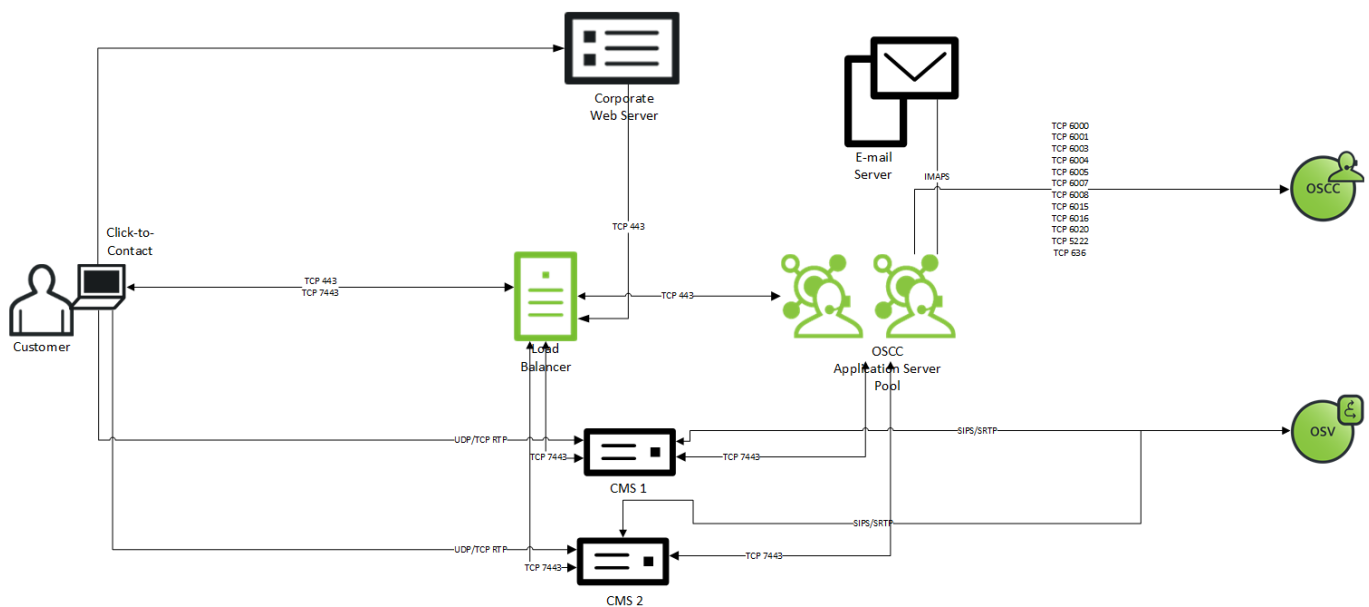 Corporate
Web Server
E-mail
Server
IMAPS
TCP 6000
TCP 6001
TCP 6003
TCP 6004
TCP 6005
TCP 6007
TCP 6008
TCP 6015
TCP 6016
TCP 6020
TCP 5222
TCP 636
OSCC
Click-to-
Contact
TCP 443
TCP 443
TCP 7443
TCP 443
Customer
Load
Balancer
OSCC
Application Server
Pool
UDP/TCP RTP
TCP 7443
CMS 1
TCP 7443
SIPS/SRTP
OSV
SIPS/SRTP
UDP/TCP RTP
TCP 7443
TCP 7443
CMS 2